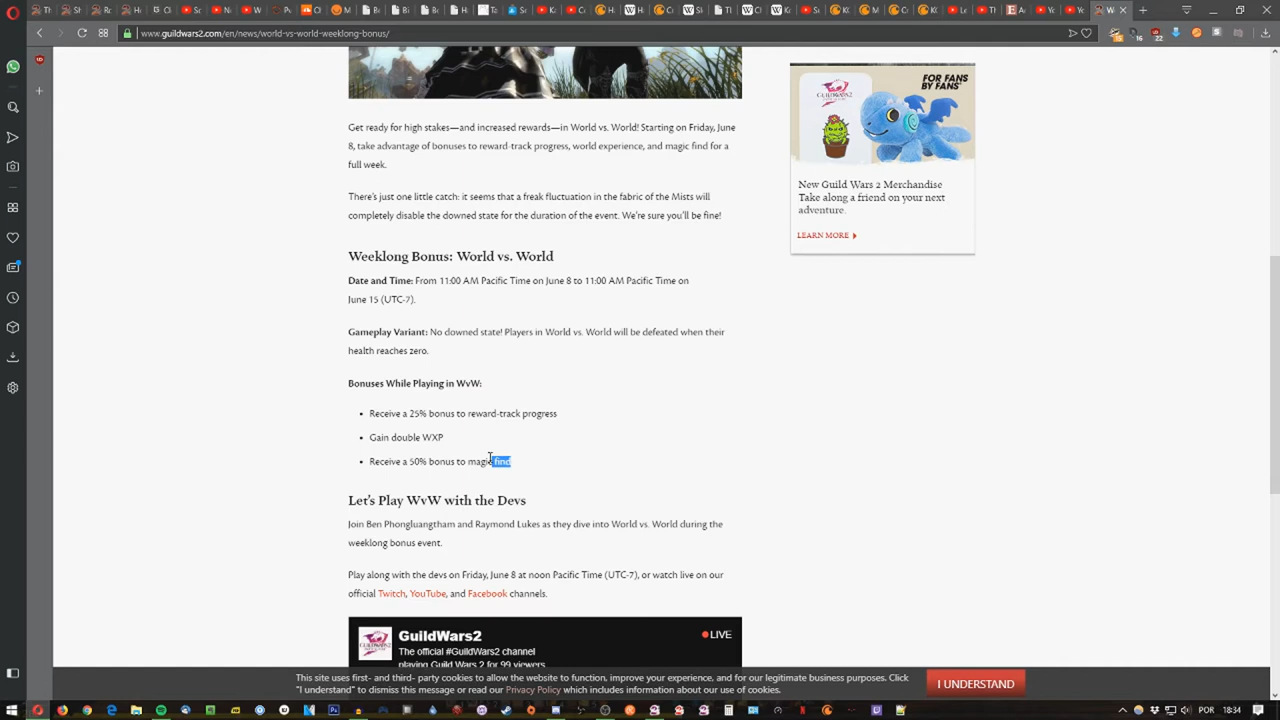 www.guildwars2.com/en/news/world-vs-world-weeklong-bonus/
Get ready for high stakes—and increased rewards—in World vs. World! Starting on Friday, June
8, take advantage of bonuses to reward-track progress, world experience, and magic find for a
full week.
There's just one little catch: it seems that a freak fluctuation in the fabric of the Mists will
completely disable the downed state for the duration of the event. We're sure you'll be fine!
Weeklong Bonus: World vs. World
Date and Time: From 11:00 AM Pacific Time on June 8 to 11:00 AM Pacific Time on
June 15 (UTC-7).
Gameplay Variant: No downed state! Players in World vs. World will be defeated when their
health reaches zero.
Bonuses While Playing in WvW:
• Receive a 25% bonus to reward-track progress
• Gain double WXP
• Receive a 50% bonus to magic find
Let's Play WvW with the Devs
Join Ben Phongluangtham and Raymond Lukes as they dive into World vs. World during the
weeklong bonus event.
Play along with the devs on Friday, June 8 at noon Pacific Time (UTC-7), or watch live on our
official Twitch, YouTube, and Facebook channels.
GuildWars2
LIVE
The official #GuildWars2 channel
playing Guild Wars 2 for 99 viewers
FOR FANS
BY FANS
GUILD WARS 2
New Guild Wars 2 Merchandise
Take along a friend on your next
adventure.
LEARN MORE
This site uses first- and third- party cookies to allow the website to function, improve your experience, and for our legitimate business purposes. Click
"I understand" to dismiss this message or read our Privacy Policy which includes information about our use of cookies.
I UNDERSTAND
POR
18:34